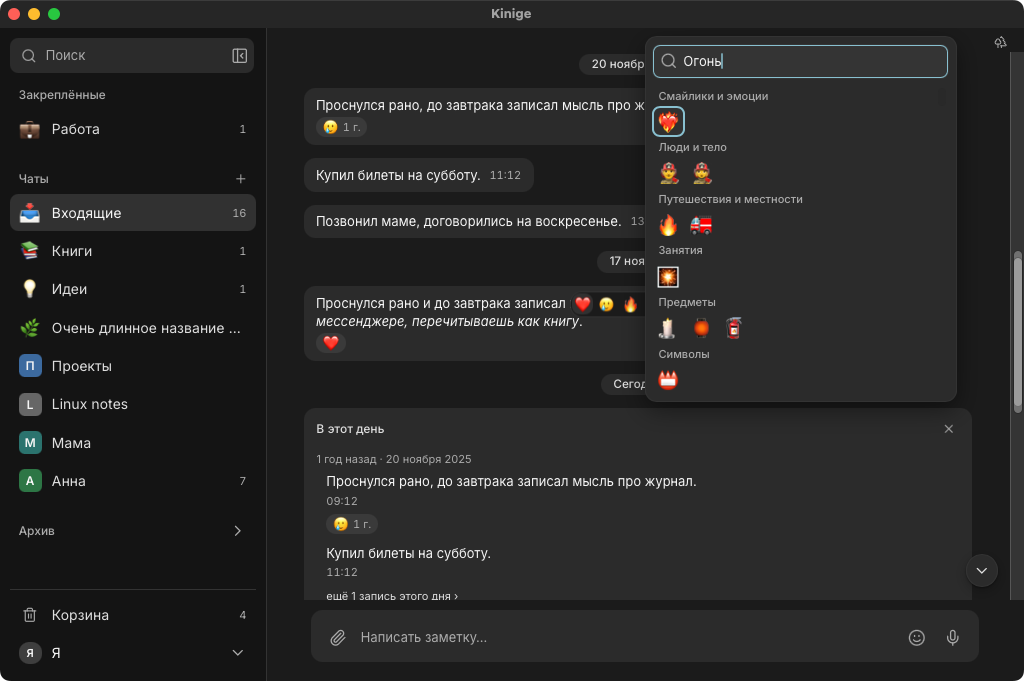 Kinige
Поиск
Закреплённые
Работа 1
Чаты
Входящие 16
Книги 1
Идеи 1
Очень длинное название ...
П Проекты
L Linux notes
М Мама
А Анна 7
Архив
Корзина 4
Я Я
20 нояб
Проснулся рано, до завтрака записал мысль про ж
1 г.
Купил билеты на субботу. 11:12
Позвонил маме, договорились на воскресенье. 13
17 ноя
Проснулся рано и до завтрака записал
мессенджере, перечитываешь как книгу.
Сегод
В этот день
1 год назад · 20 ноября 2025
Проснулся рано, до завтрака записал мысль про журнал.
09:12
1 г.
Купил билеты на субботу.
11:12
ещё 1 запись этого дня ›
Написать заметку...
Огонь
Смайлики и эмоции
Люди и тело
Путешествия и местности
Занятия
Предметы
Символы